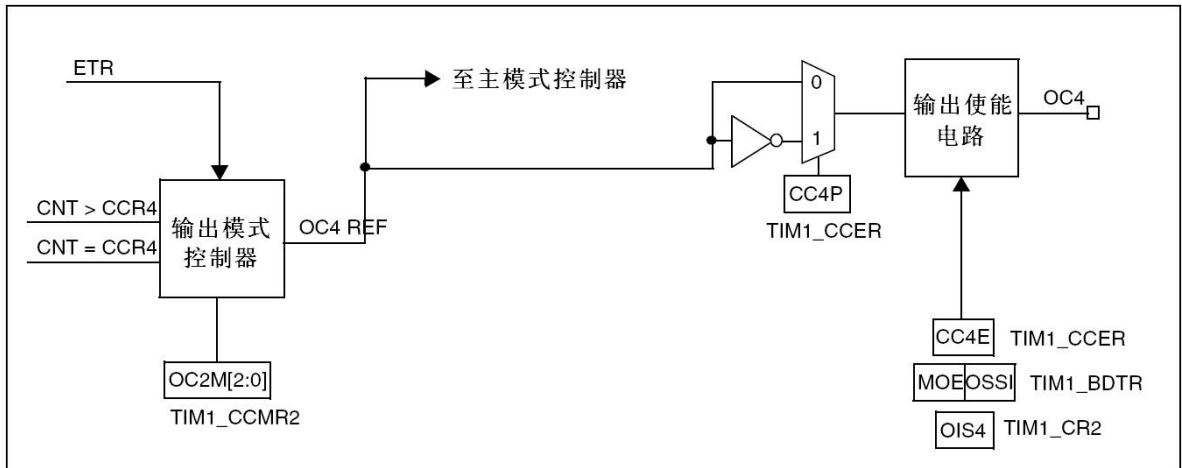 ETR
至主模式控制器
0
1
输出使能
电路
OC4
CNT > CCR4
CNT = CCR4
输出模式
控制器
OC4 REF
CC4P
TIM1_CCER
OC2M[2:0]
TIM1_CCMR2
CC4E TIM1_CCER
MOE OSSI TIM1_BDTR
OIS4 TIM1_CR2